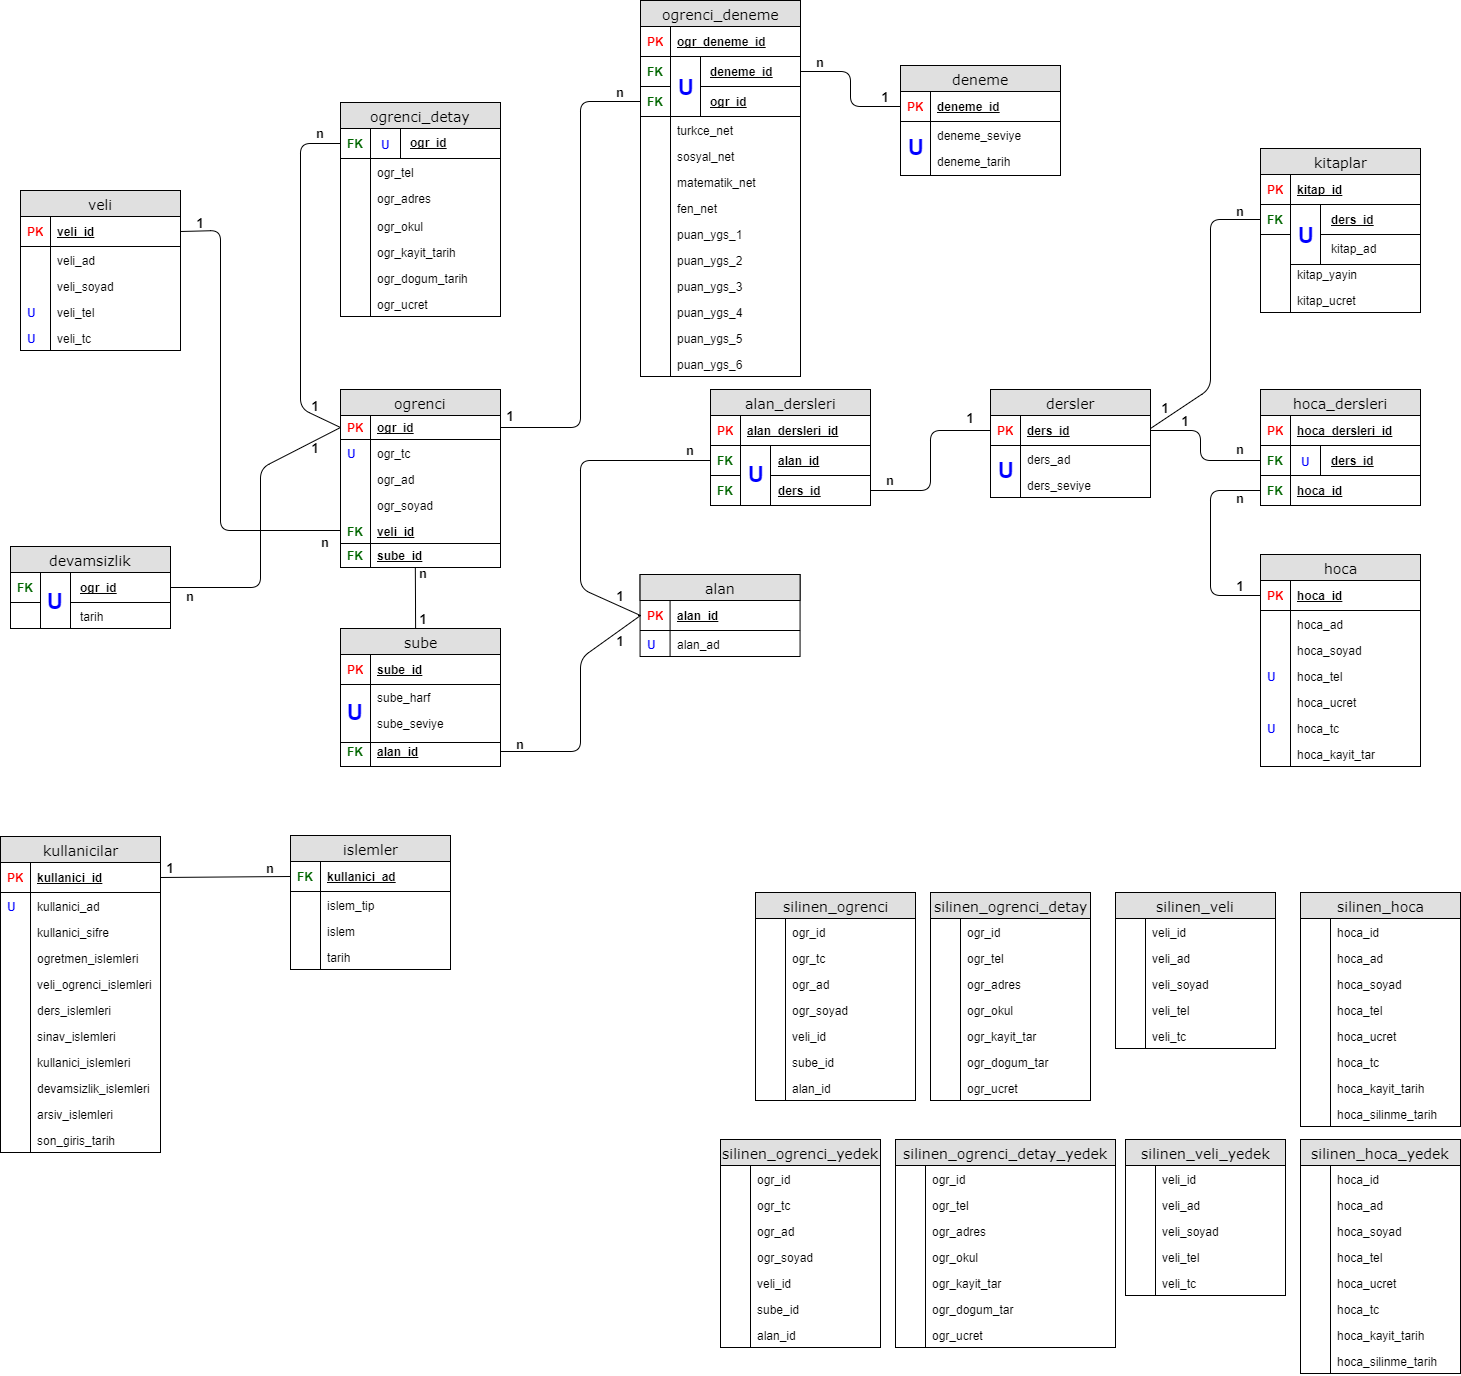 ogrenci_deneme
PK ogr_deneme_id
FK deneme_id
U
FK ogr_id
turkce_net
sosyal_net
matematik_net
fen_net
puan_ygs_1
puan_ygs_2
puan_ygs_3
puan_ygs_4
puan_ygs_5
puan_ygs_6
n
n
1
deneme
PK deneme_id
U
deneme_seviye
deneme_tarih
ogrenci_detay
FK U ogr_id
ogr_tel
ogr_adres
ogr_okul
ogr_kayit_tarih
ogr_dogum_tarih
ogr_ucret
n
veli
PK veli_id
veli_ad
veli_soyad
U veli_tel
U veli_tc
1
kitaplar
PK kitap_id
FK ders_id
U
kitap_ad
kitap_yayin
kitap_ucret
n
ogrenci
PK ogr_id
U ogr_tc
ogr_ad
ogr_soyad
FK veli_id
FK sube_id
1
1
1
n
n
1
alan_dersleri
PK alan_dersleri_id
FK alan_id
U
FK ders_id
n
n
1
dersler
PK ders_id
U
ders_ad
ders_seviye
1
1
n
hoca_dersleri
PK hoca_dersleri_id
FK U ders_id
FK hoca_id
n
1
devamsizlik
FK ogr_id
U
tarih
n
sube
PK sube_id
U
sube_harf
sube_seviye
FK alan_id
n
alan
PK alan_id
U alan_ad
1
1
hoca
PK hoca_id
hoca_ad
hoca_soyad
U hoca_tel
hoca_ucret
U hoca_tc
hoca_kayit_tar
kullanicilar
PK kullanici_id
U kullanici_ad
kullanici_sifre
ogretmen_islemleri
veli_ogrenci_islemleri
ders_islemleri
sinav_islemleri
kullanici_islemleri
devamsizlik_islemleri
arsiv_islemleri
son_giris_tarih
1
n
islemler
FK kullanici_ad
islem_tip
islem
tarih
silinen_ogrenci
ogr_id
ogr_tc
ogr_ad
ogr_soyad
veli_id
sube_id
alan_id
silinen_ogrenci_detay
ogr_id
ogr_tel
ogr_adres
ogr_okul
ogr_kayit_tar
ogr_dogum_tar
ogr_ucret
silinen_veli
veli_id
veli_ad
veli_soyad
veli_tel
veli_tc
silinen_hoca
hoca_id
hoca_ad
hoca_soyad
hoca_tel
hoca_ucret
hoca_tc
hoca_kayit_tarih
hoca_silinme_tarih
silinen_ogrenci_yedek
ogr_id
ogr_tc
ogr_ad
ogr_soyad
veli_id
sube_id
alan_id
silinen_ogrenci_detay_yedek
ogr_id
ogr_tel
ogr_adres
ogr_okul
ogr_kayit_tar
ogr_dogum_tar
ogr_ucret
silinen_veli_yedek
veli_id
veli_ad
veli_soyad
veli_tel
veli_tc
silinen_hoca_yedek
hoca_id
hoca_ad
hoca_soyad
hoca_tel
hoca_ucret
hoca_tc
hoca_kayit_tarih
hoca_silinme_tarih